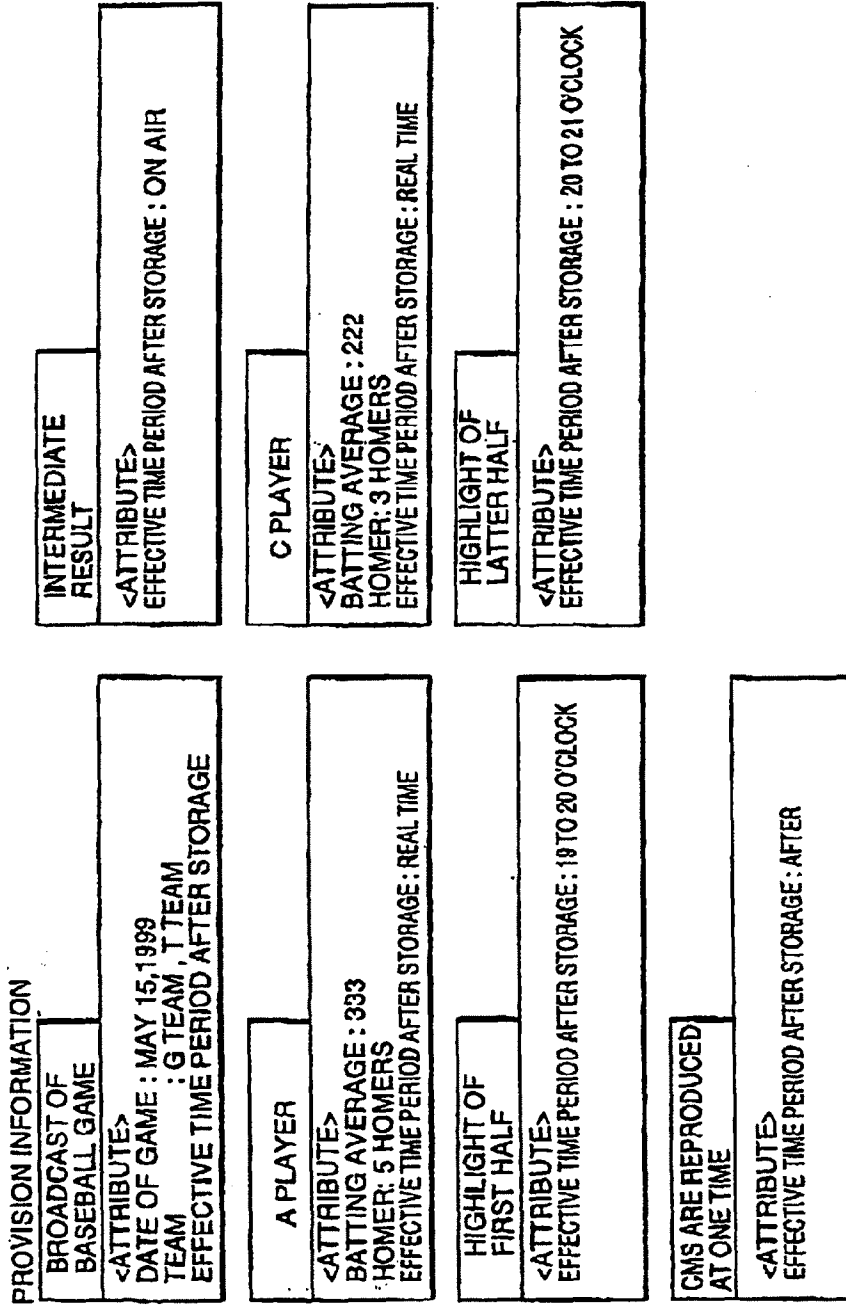 PROVISION INFORMATION
BROADCAST OF
BASEBALL GAME
<ATTRIBUTE>
DATE OF GAME : MAY 15,1999
TEAM : G TEAM , T TEAM
EFFECTIVE TIME PERIOD AFTER STORAGE
INTERMEDIATE
RESULT
<ATTRIBUTE>
EFFECTIVE TIME PERIOD AFTER STORAGE : ON AIR
A PLAYER
<ATTRIBUTE>
BATTING AVERAGE : 333
HOMER: 5 HOMERS
EFFECTIVE TIME PERIOD AFTER STORAGE : REAL TIME
C PLAYER
<ATTRIBUTE>
BATTING AVERAGE : 222
HOMER: 3 HOMERS
EFFECTIVE TIME PERIOD AFTER STORAGE : REAL TIME
HIGHLIGHT OF
FIRST HALF
<ATTRIBUTE>
EFFECTIVE TIME PERIOD AFTER STORAGE : 19 TO 20 O'CLOCK
HIGHLIGHT OF
LATTER HALF
<ATTRIBUTE>
EFFECTIVE TIME PERIOD AFTER STORAGE : 20 TO 21 O'CLOCK
CMS ARE REPRODUCED
AT ONE TIME
<ATTRIBUTE>
EFFECTIVE TIME PERIOD AFTER STORAGE : AFTER